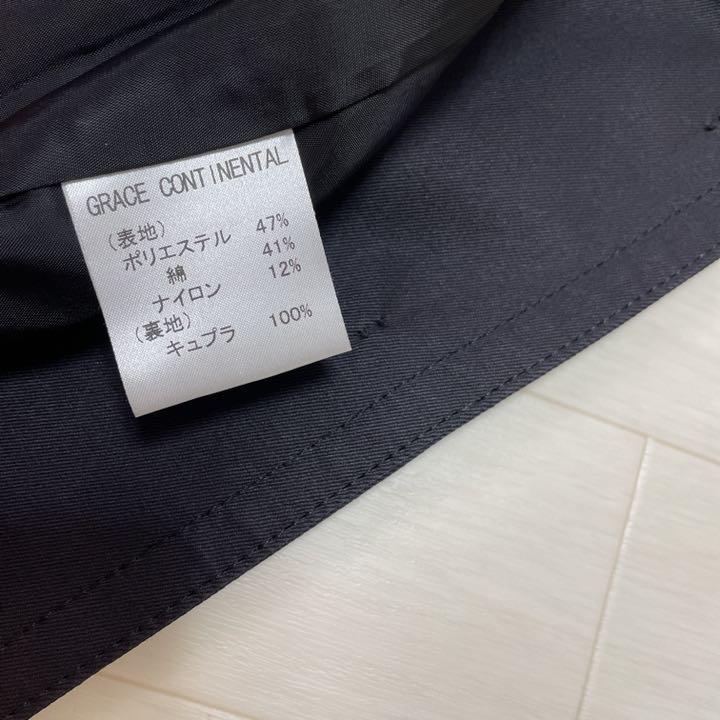 GRACE CONTINENTAL
(表地)
ポリエステル 47%
綿 41%
ナイロン 12%
(裏地)
キュプラ 100%